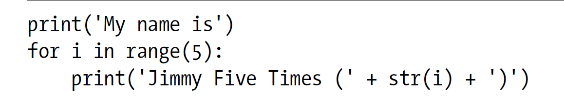 print('My name is')
for i in range(5):
    print('Jimmy Five Times (' + str(i) + ')')